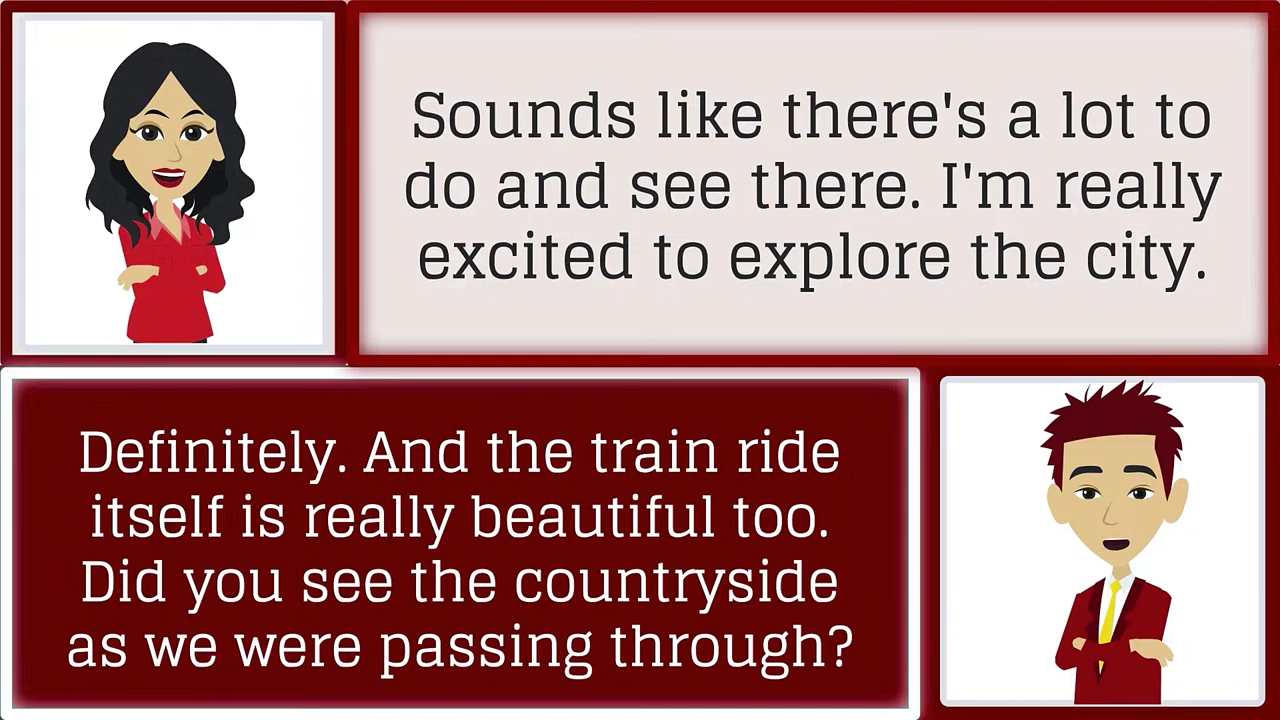 Sounds like there's a lot to
do and see there. I'm really
excited to explore the city.
Definitely. And the train ride
itself is really beautiful too.
Did you see the countryside
as we were passing through?